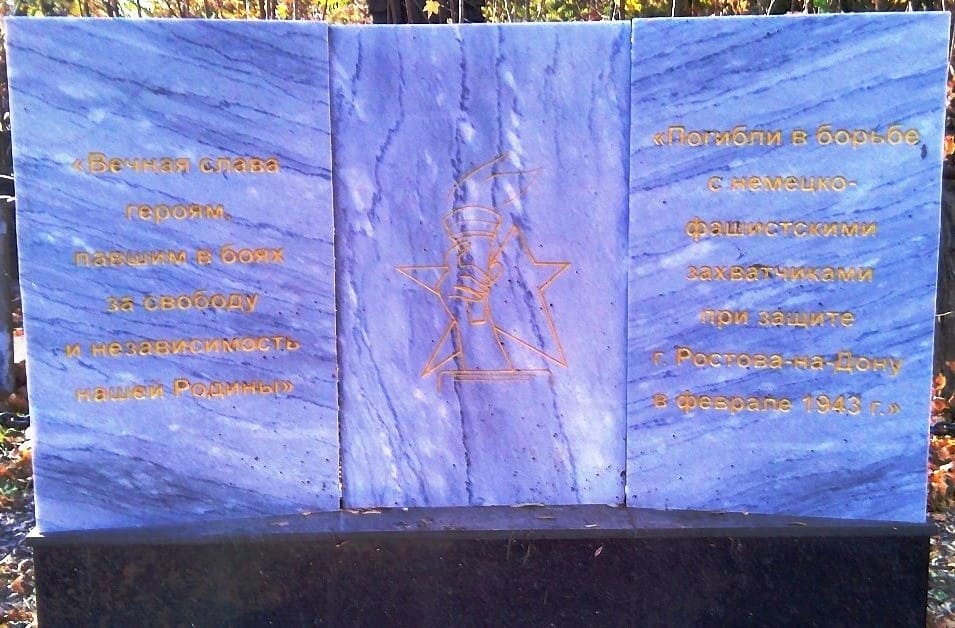 «Вечная слава
героям,
павшим в боях
за свободу
и независимость
нашей Родины»
«Погибли в борьбе
с немецко-
фашистскими
захватчиками
при защите
г. Ростова-на-Дону
в феврале 1943 г.»